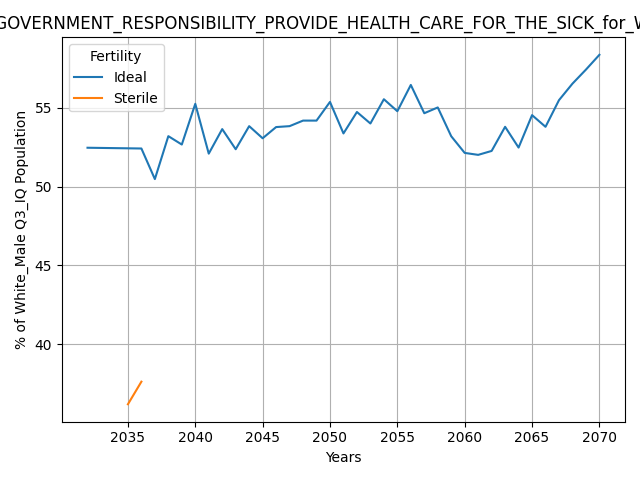 GOVERNMENT_RESPONSIBILITY_PROVIDE_HEALTH_CARE_FOR_THE_SICK_for_W
Fertility
Ideal
Sterile
% of White_Male Q3_IQ Population
55
50
45
40
2035 2040 2045 2050 2055 2060 2065 2070
Years